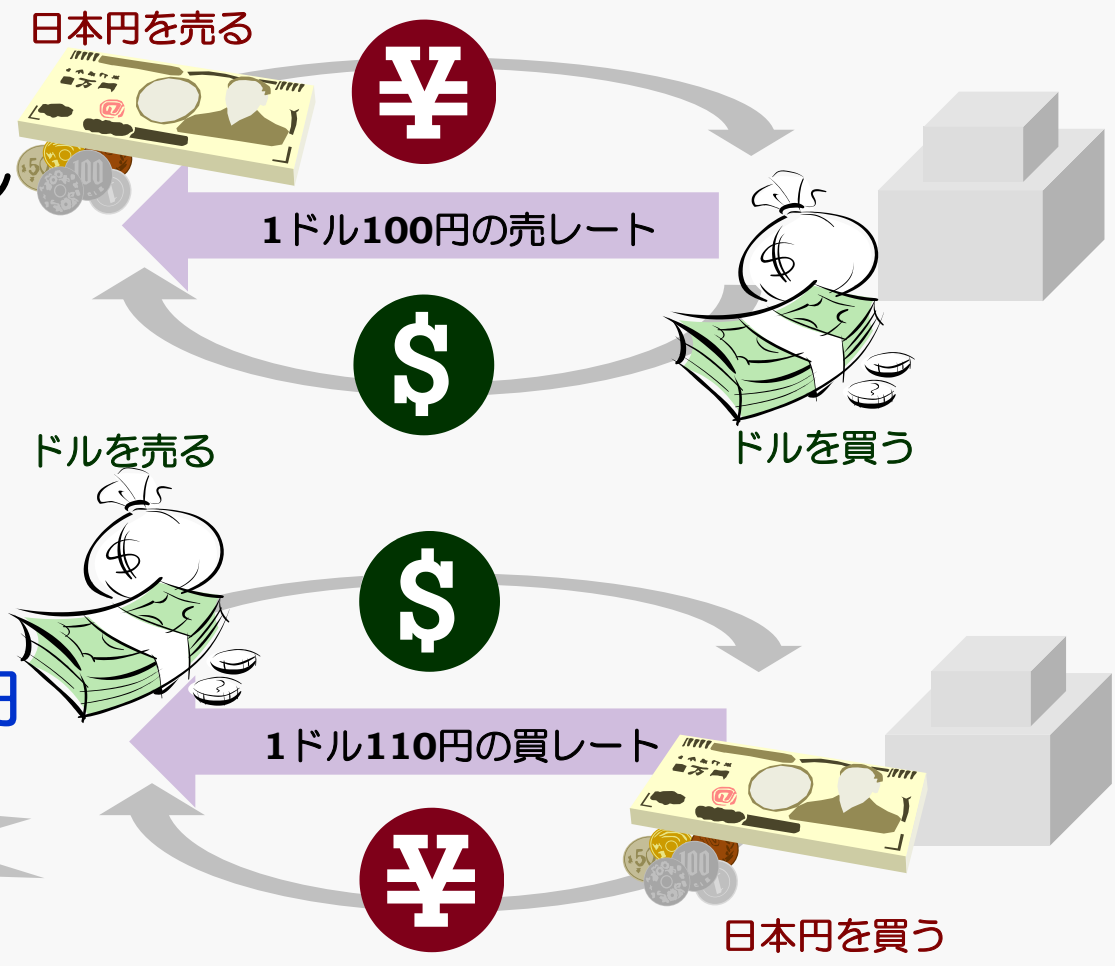 日本円を売る
¥
1ドル100円の売レート
$
ドルを買う
ドルを売る
$
1ドル110円の買レート
¥
日本円を買う